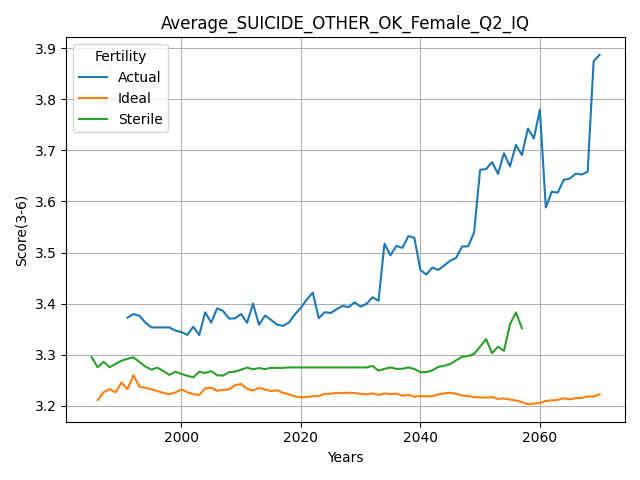 Average_SUICIDE_OTHER_OK_Female_Q2_IQ
Fertility
Actual
Ideal
Sterile
Score(3-6)
3.9
3.8
3.7
3.6
3.5
3.4
3.3
3.2
2000
2020
2040
2060
Years